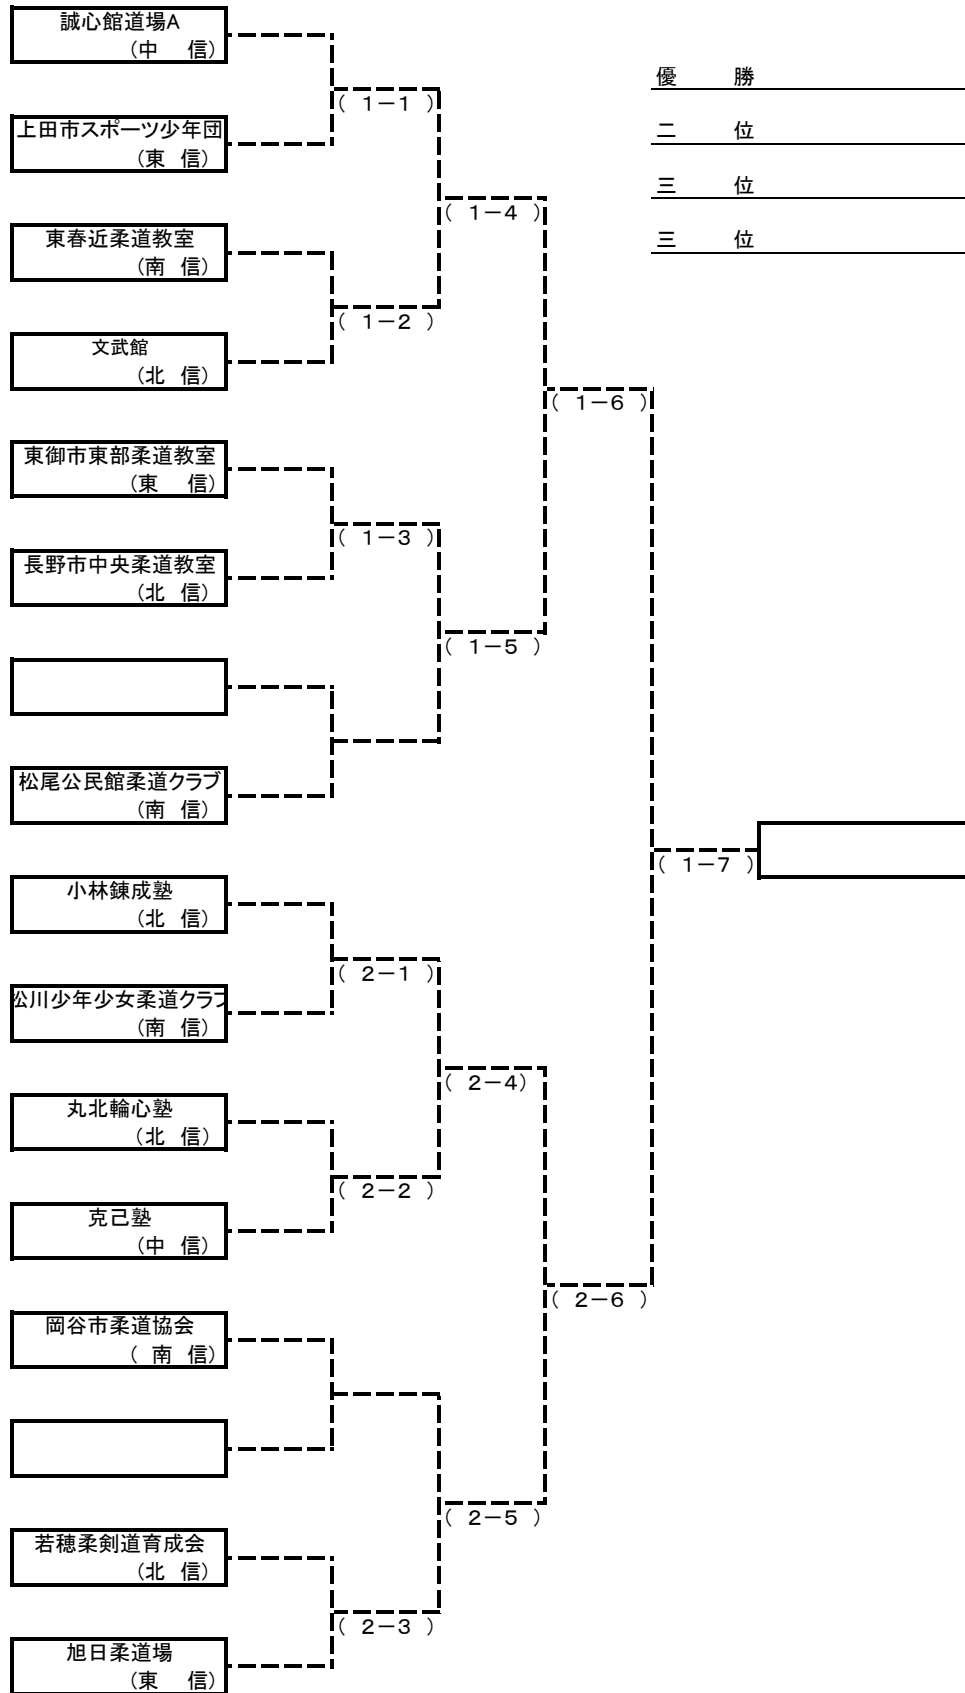 誠心館道場A
(中 信)
優 勝
(1－1)
上田市スポーツ少年団
(東 信)
二 位
三 位
(1－4)
東春近柔道教室
(南 信)
三 位
(1－2)
文武館
(北 信)
(1－6)
東御市東部柔道教室
(東 信)
(1－3)
長野市中央柔道教室
(北 信)
(1－5)
松尾公民館柔道クラブ
(南 信)
(1－7)
小林錬成塾
(北 信)
(2－1)
松川少年少女柔道クラブ
(南 信)
(2－4)
丸北輪心塾
(北 信)
(2－2)
克己塾
(中 信)
(2－6)
岡谷市柔道協会
(南 信)
(2－5)
若穂柔剣道育成会
(北 信)
(2－3)
旭日柔道場
(東 信)